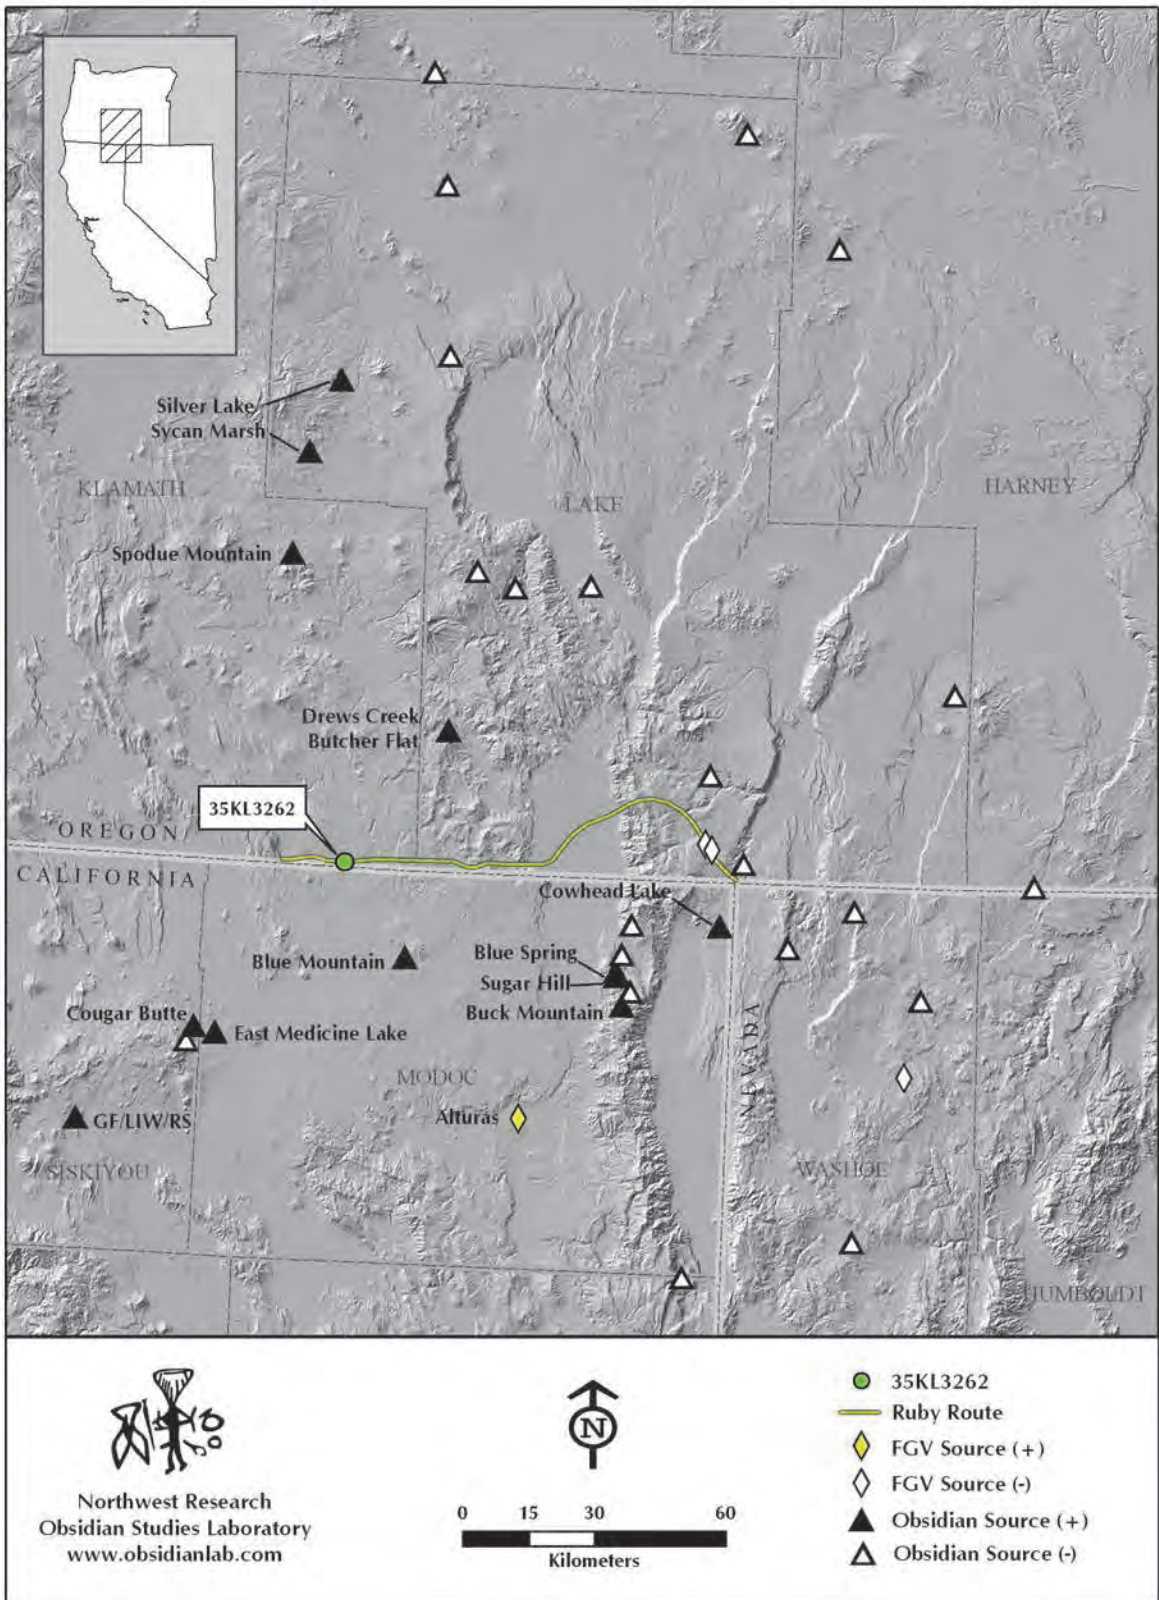 Silver Lake
Sycan Marsh
KLAMATH
LAKE
HARNEY
Spodue Mountain
Drews Creek
Butcher Flat
35KL3262
OREGON
CALIFORNIA
Cowhead Lake
Blue Mountain
Blue Spring
Sugar Hill
Buck Mountain
Cougar Butte
East Medicine Lake
NEVADA
MODOC
GF/LIW/RS
Alturas
SISKIYOU
WASHOE
HUMBOLDT
Northwest Research
Obsidian Studies Laboratory
www.obsidianlab.com
N
0 15 30 60
Kilometers
35KL3262
Ruby Route
FGV Source (+)
FGV Source (-)
Obsidian Source (+)
Obsidian Source (-)